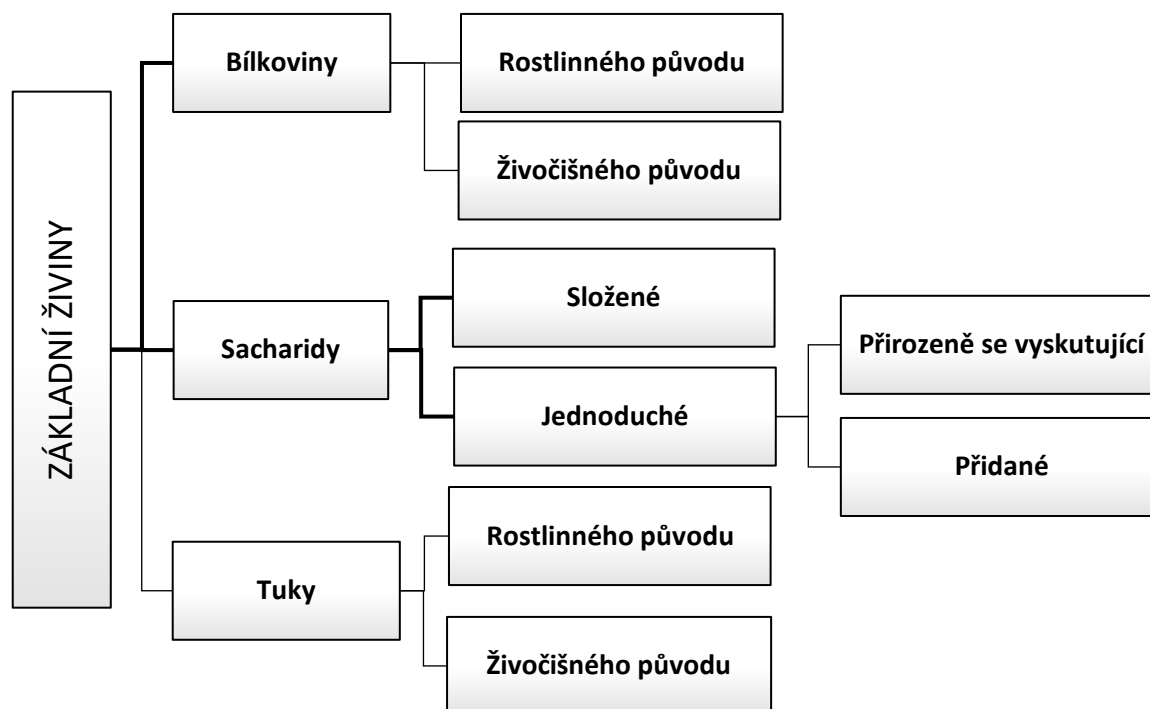 ZÁKLADNÍ ŽIVINY
Bílkoviny
Rostlinného původu
Živočišného původu
Sacharidy
Složené
Jednoduché
Přirozeně se vyskutující
Přidané
Tuky
Rostlinného původu
Živočišného původu